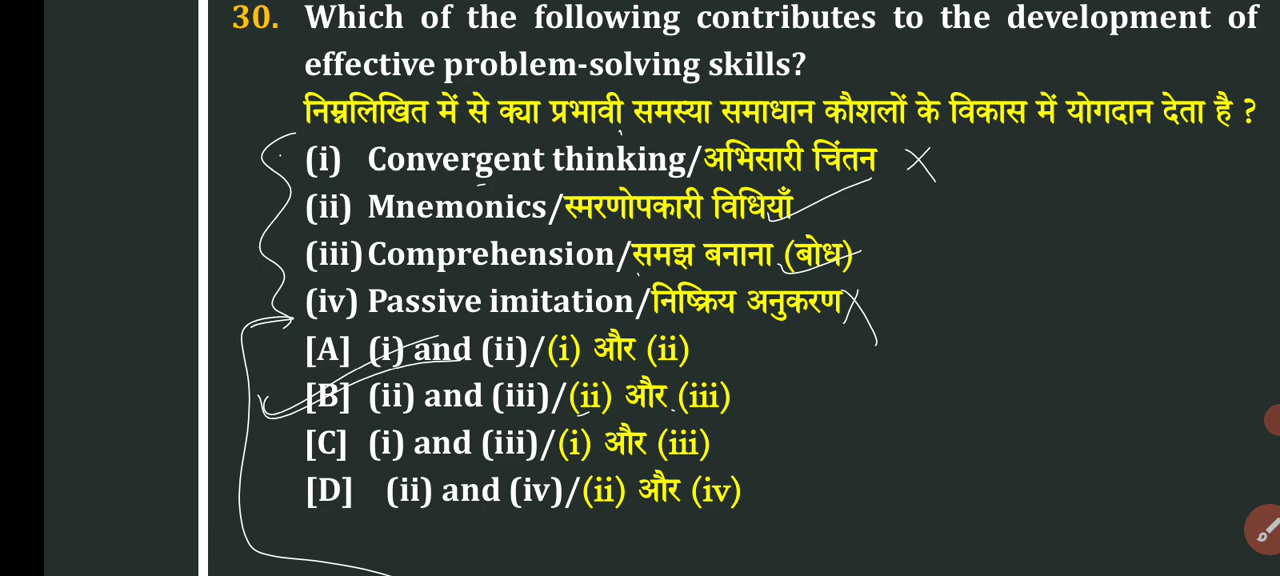 30. Which of the following contributes to the development of
effective problem-solving skills?
निम्नलिखित में से क्या प्रभावी समस्या समाधान कौशलों के विकास में योगदान देता है ?
(i) Convergent thinking/अभिसारी चिंतन
(ii) Mnemonics/स्मरणोपकारी विधियाँ
(iii) Comprehension/समझ बनाना (बोध)
(iv) Passive imitation/निष्क्रिय अनुकरण
[A] (i) and (ii)/(i) और (ii)
[B] (ii) and (iii)/(ii) और (iii)
[C] (i) and (iii)/(i) और (iii)
[D] (ii) and (iv)/(ii) और (iv)